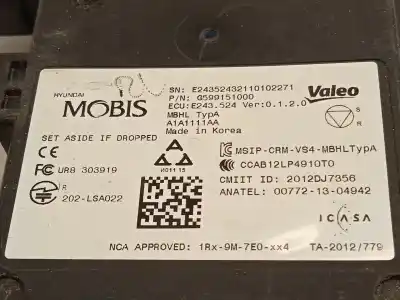 SN: E24352432110102271
P/N: G599151000
ECU: E243.524 Ver:0.1.2.0
MBHL TypA
A1A1111AA
Made in Korea
Valeo
HYUNDAI
MOBIS
SET ASIDE IF DROPPED
S
R
MSIP-CRM-VS4-MBHLTypA
CCAB12LP4910T0
CMIIT ID: 2012DJ7356
ANATEL: 00772-13-04942
CE
UR8 303919
R
202-LSA022
ICASA
NCA APPROVED: 1Rx-9M-7E0-xx4
TA-2012/779